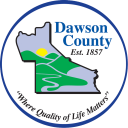 Dawson
County
Est. 1857
"Where Quality of Life Matters"